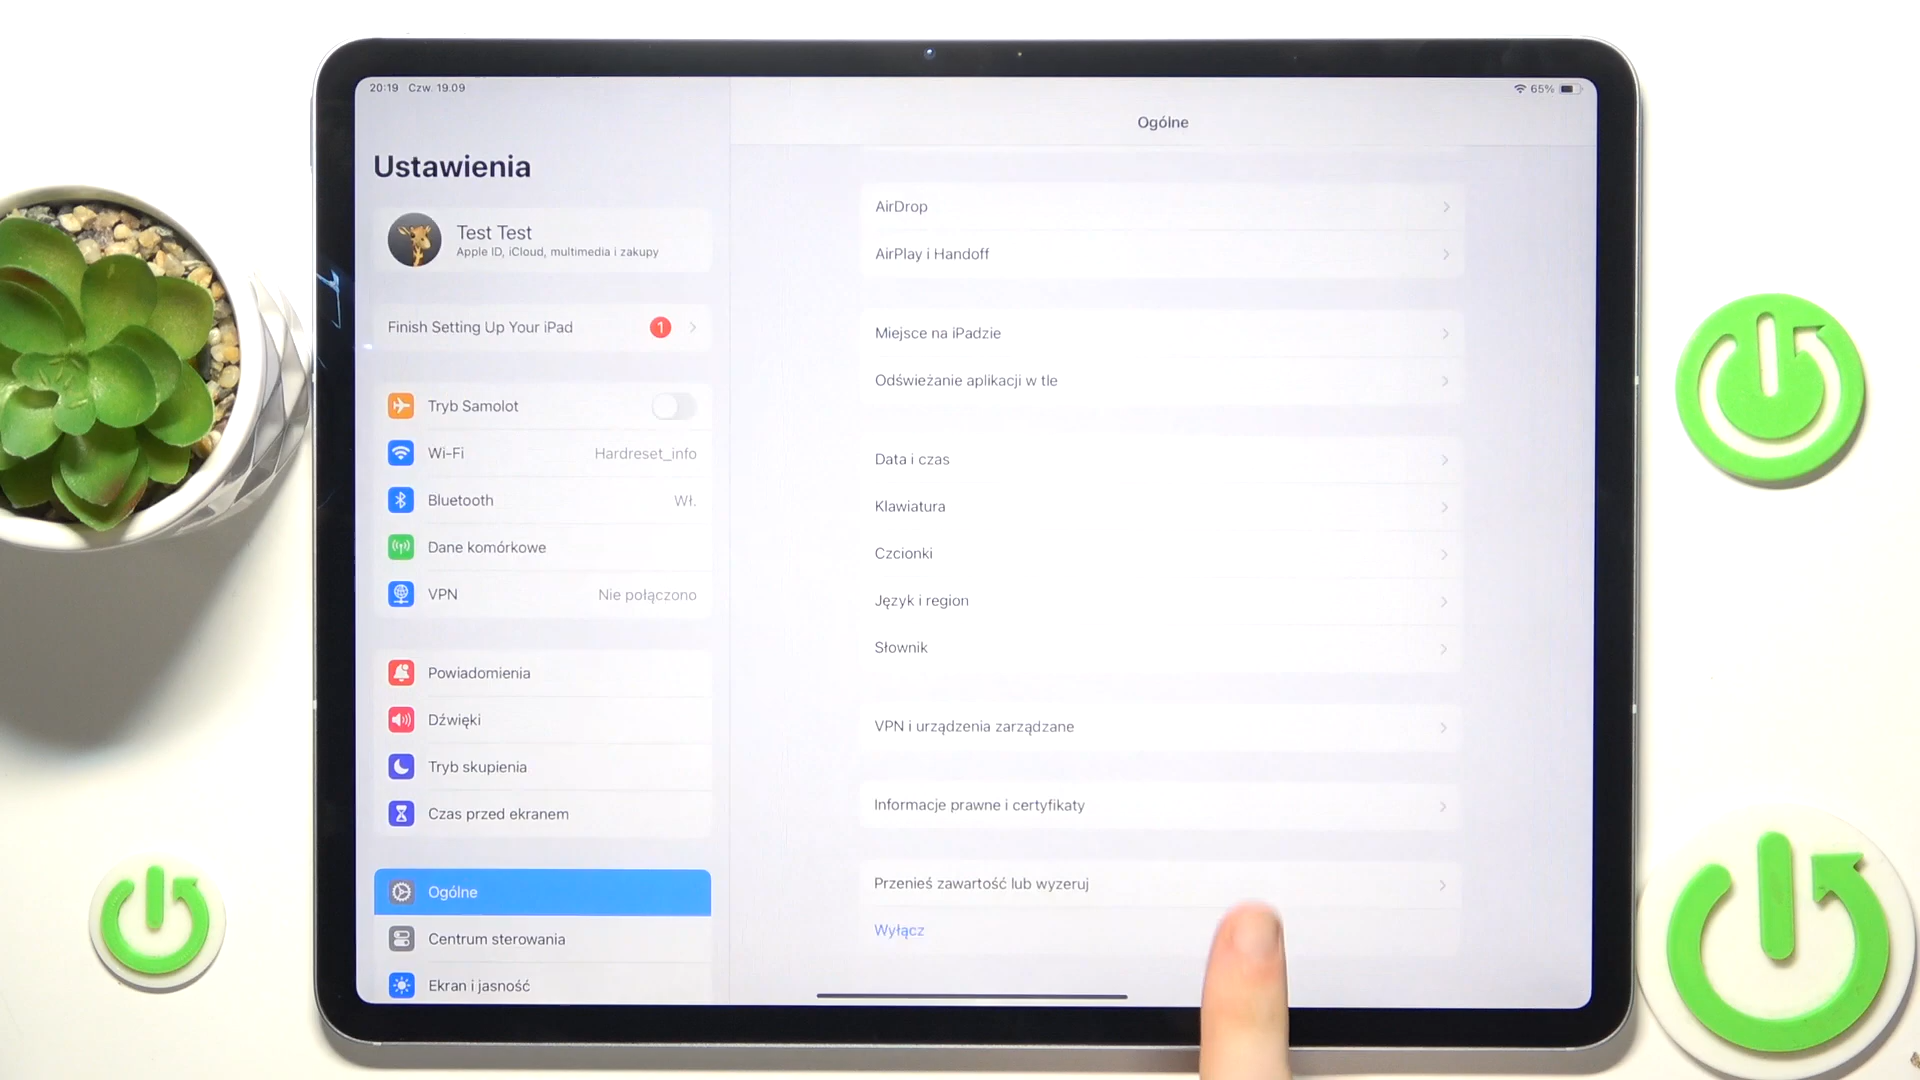 20:19 Czw. 19.09
65%
Ustawienia
Test Test
Apple ID, iCloud, multimedia i zakupy
Finish Setting Up Your iPad
1
Tryb Samolot
Wi-Fi
Hardreset_info
Bluetooth
Wł.
Dane komórkowe
VPN
Nie połączono
Powiadomienia
Dźwięki
Tryb skupienia
Czas przed ekranem
Ogólne
Centrum sterowania
Ekran i jasność
Ogólne
AirDrop
AirPlay i Handoff
Miejsce na iPadzie
Odświeżanie aplikacji w tle
Data i czas
Klawiatura
Czcionki
Język i region
Słownik
VPN i urządzenia zarządzane
Informacje prawne i certyfikaty
Przenieś zawartość lub wyzeruj
Wyłącz